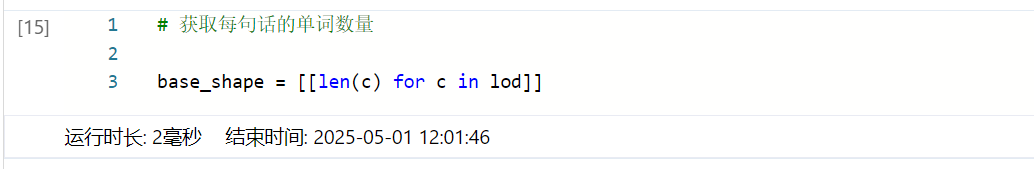 [15] 1 # 获取每句话的单词数量
2
3 base_shape = [[len(c) for c in lod]]
运行时长: 2毫秒 结束时间: 2025-05-01 12:01:46